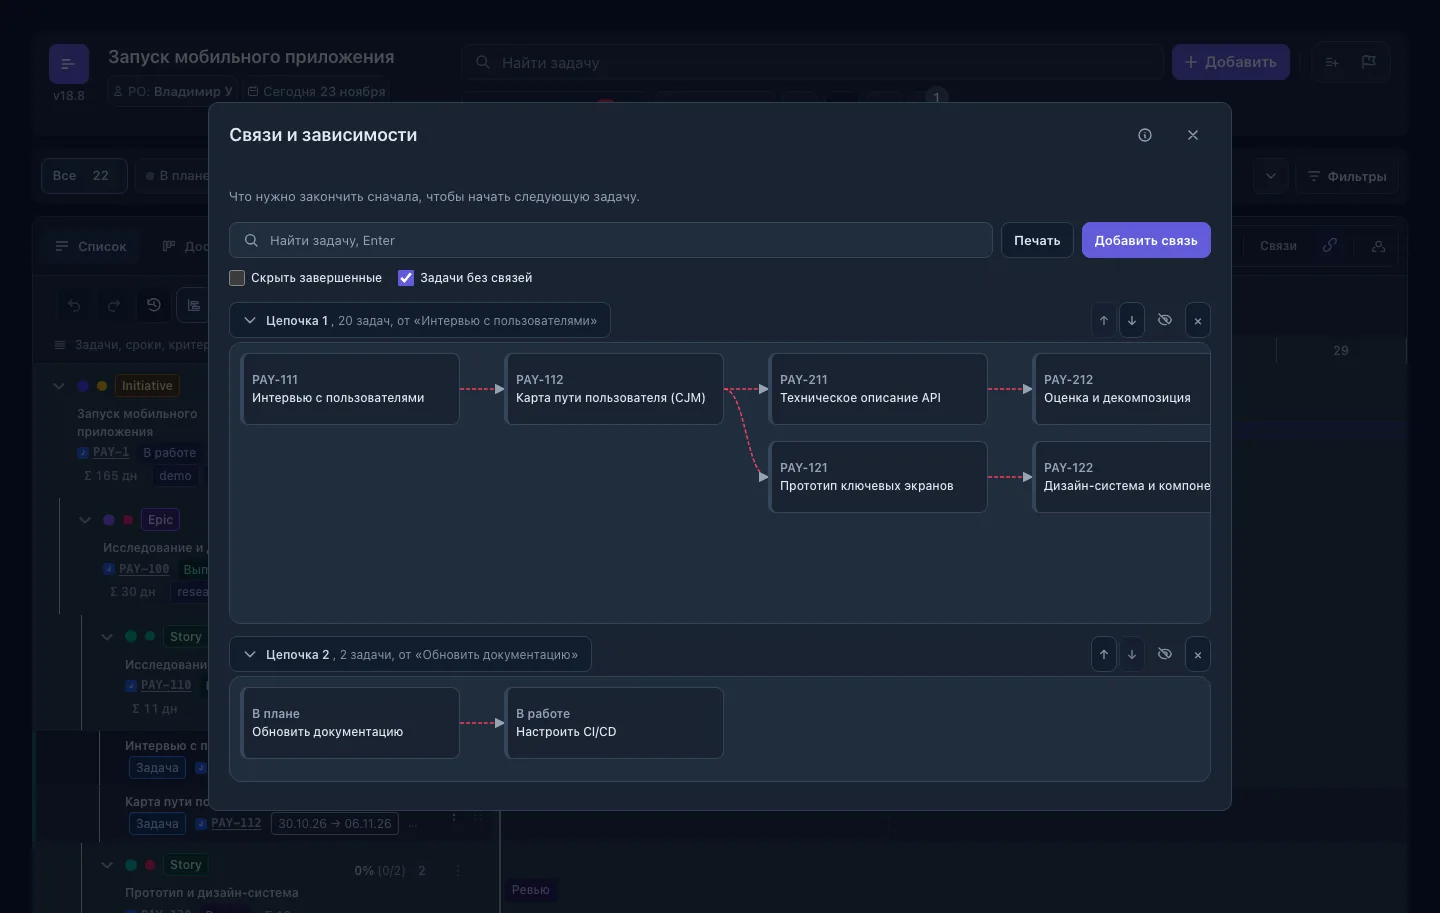 Запуск мобильного приложения
Найти задачу
Добавить
v18.8
PO: Владимир У
Сегодня 23 ноября
1
Связи и зависимости
Все 22
В плане
Фильтры
Что нужно закончить сначала, чтобы начать следующую задачу.
Найти задачу, Enter
Печать
Добавить связь
Список
Дос
Связи
Скрыть завершенные
Задачи без связей
Цепочка 1 , 20 задач, от «Интервью с пользователями»
Задачи, сроки, критер
29
PAY-111
Интервью с пользователями
PAY-112
Карта пути пользователя (CJM)
PAY-211
Техническое описание API
PAY-212
Оценка и декомпозиция
PAY-121
Прототип ключевых экранов
PAY-122
Дизайн-система и компоне
Initiative
Запуск мобильного
приложения
PAY-1 В работе
Σ 165 дн demo
Epic
Исследование и
PAY-100 Вып
Σ 30 дн resea
Story
Исследовани
PAY-110
Σ 11 дн
Цепочка 2 , 2 задачи, от «Обновить документацию»
В плане
Обновить документацию
В работе
Настроить CI/CD
Интервью с п
Задача
Карта пути по
Задача PAY-112 30.10.26 → 06.11.26 ...
Story 0% (0/2) 2
Прототип и дизайн-система
Ревью